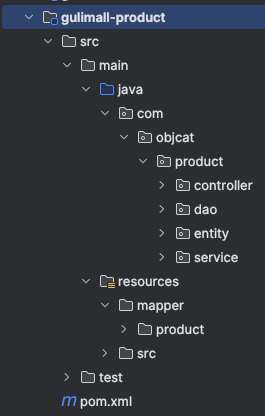 gulimall-product
src
main
java
com
objcat
product
controller
dao
entity
service
resources
mapper
product
src
test
pom.xml